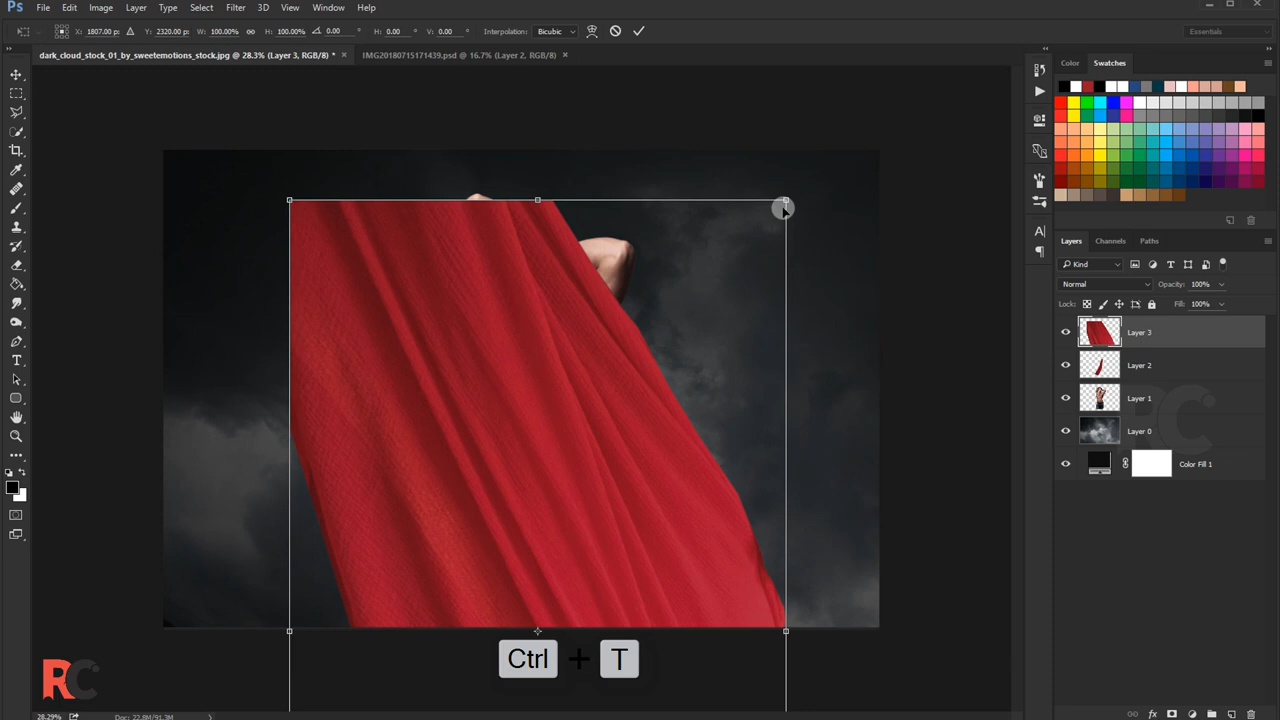 Ps File Edit Image Layer Type Select Filter 3D View Window Help
X: 1807.00 p: Y: 2320.00 p: W: 100.00% H: 100.00% 0.00 H: 0.00 V: 0.00 Interpolation: Bicubic Essentials
dark_cloud_stock_01_by_sweetemotions_stock.jpg @ 28.3% (Layer 3, RGB/8) * × IMG20180715171439.psd @ 16.7% (Layer 2, RGB/8) ×
Color Swatches
Layers Channels Paths
Kind
Normal Opacity: 100%
Lock: Fill: 100%
Layer 3
Layer 2
Layer 1
Layer 0
Color Fill 1
RC
Ctrl + T
RC
28.29% Doc: 22.8M/91.3M